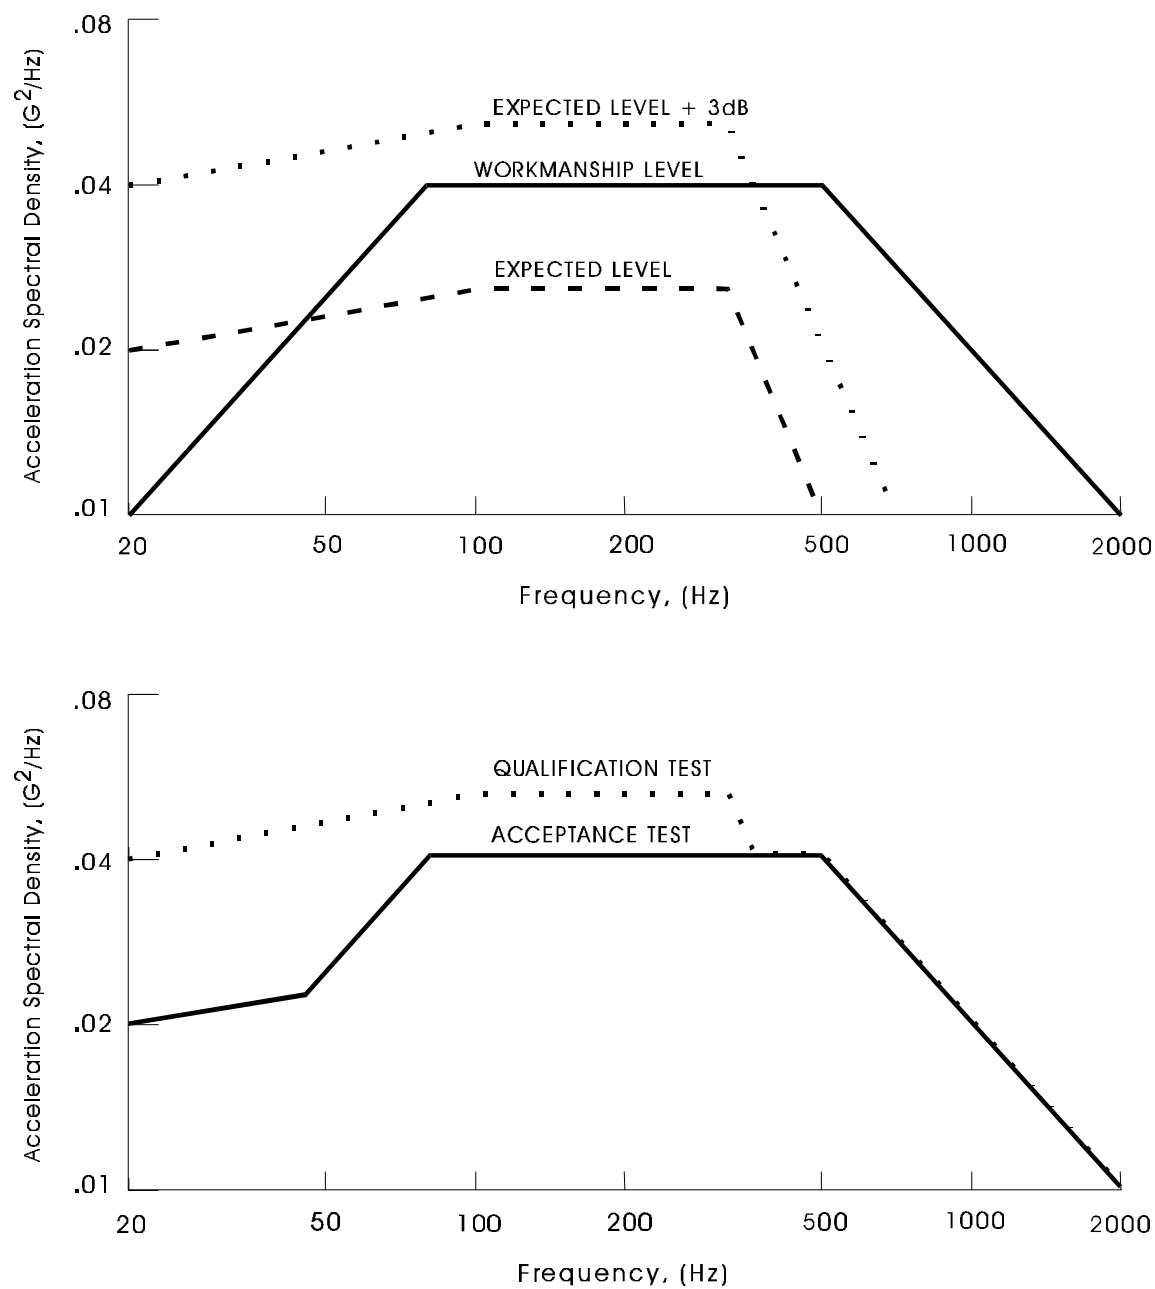 .08
EXPECTED LEVEL + 3dB
.04
WORKMANSHIP LEVEL
EXPECTED LEVEL
.02
.01
Acceleration Spectral Density, (G²/Hz)
20 50 100 200 500 1000 2000
Frequency, (Hz)
.08
QUALIFICATION TEST
ACCEPTANCE TEST
.04
.02
.01
Acceleration Spectral Density, (G²/Hz)
20 50 100 200 500 1000 2000
Frequency, (Hz)